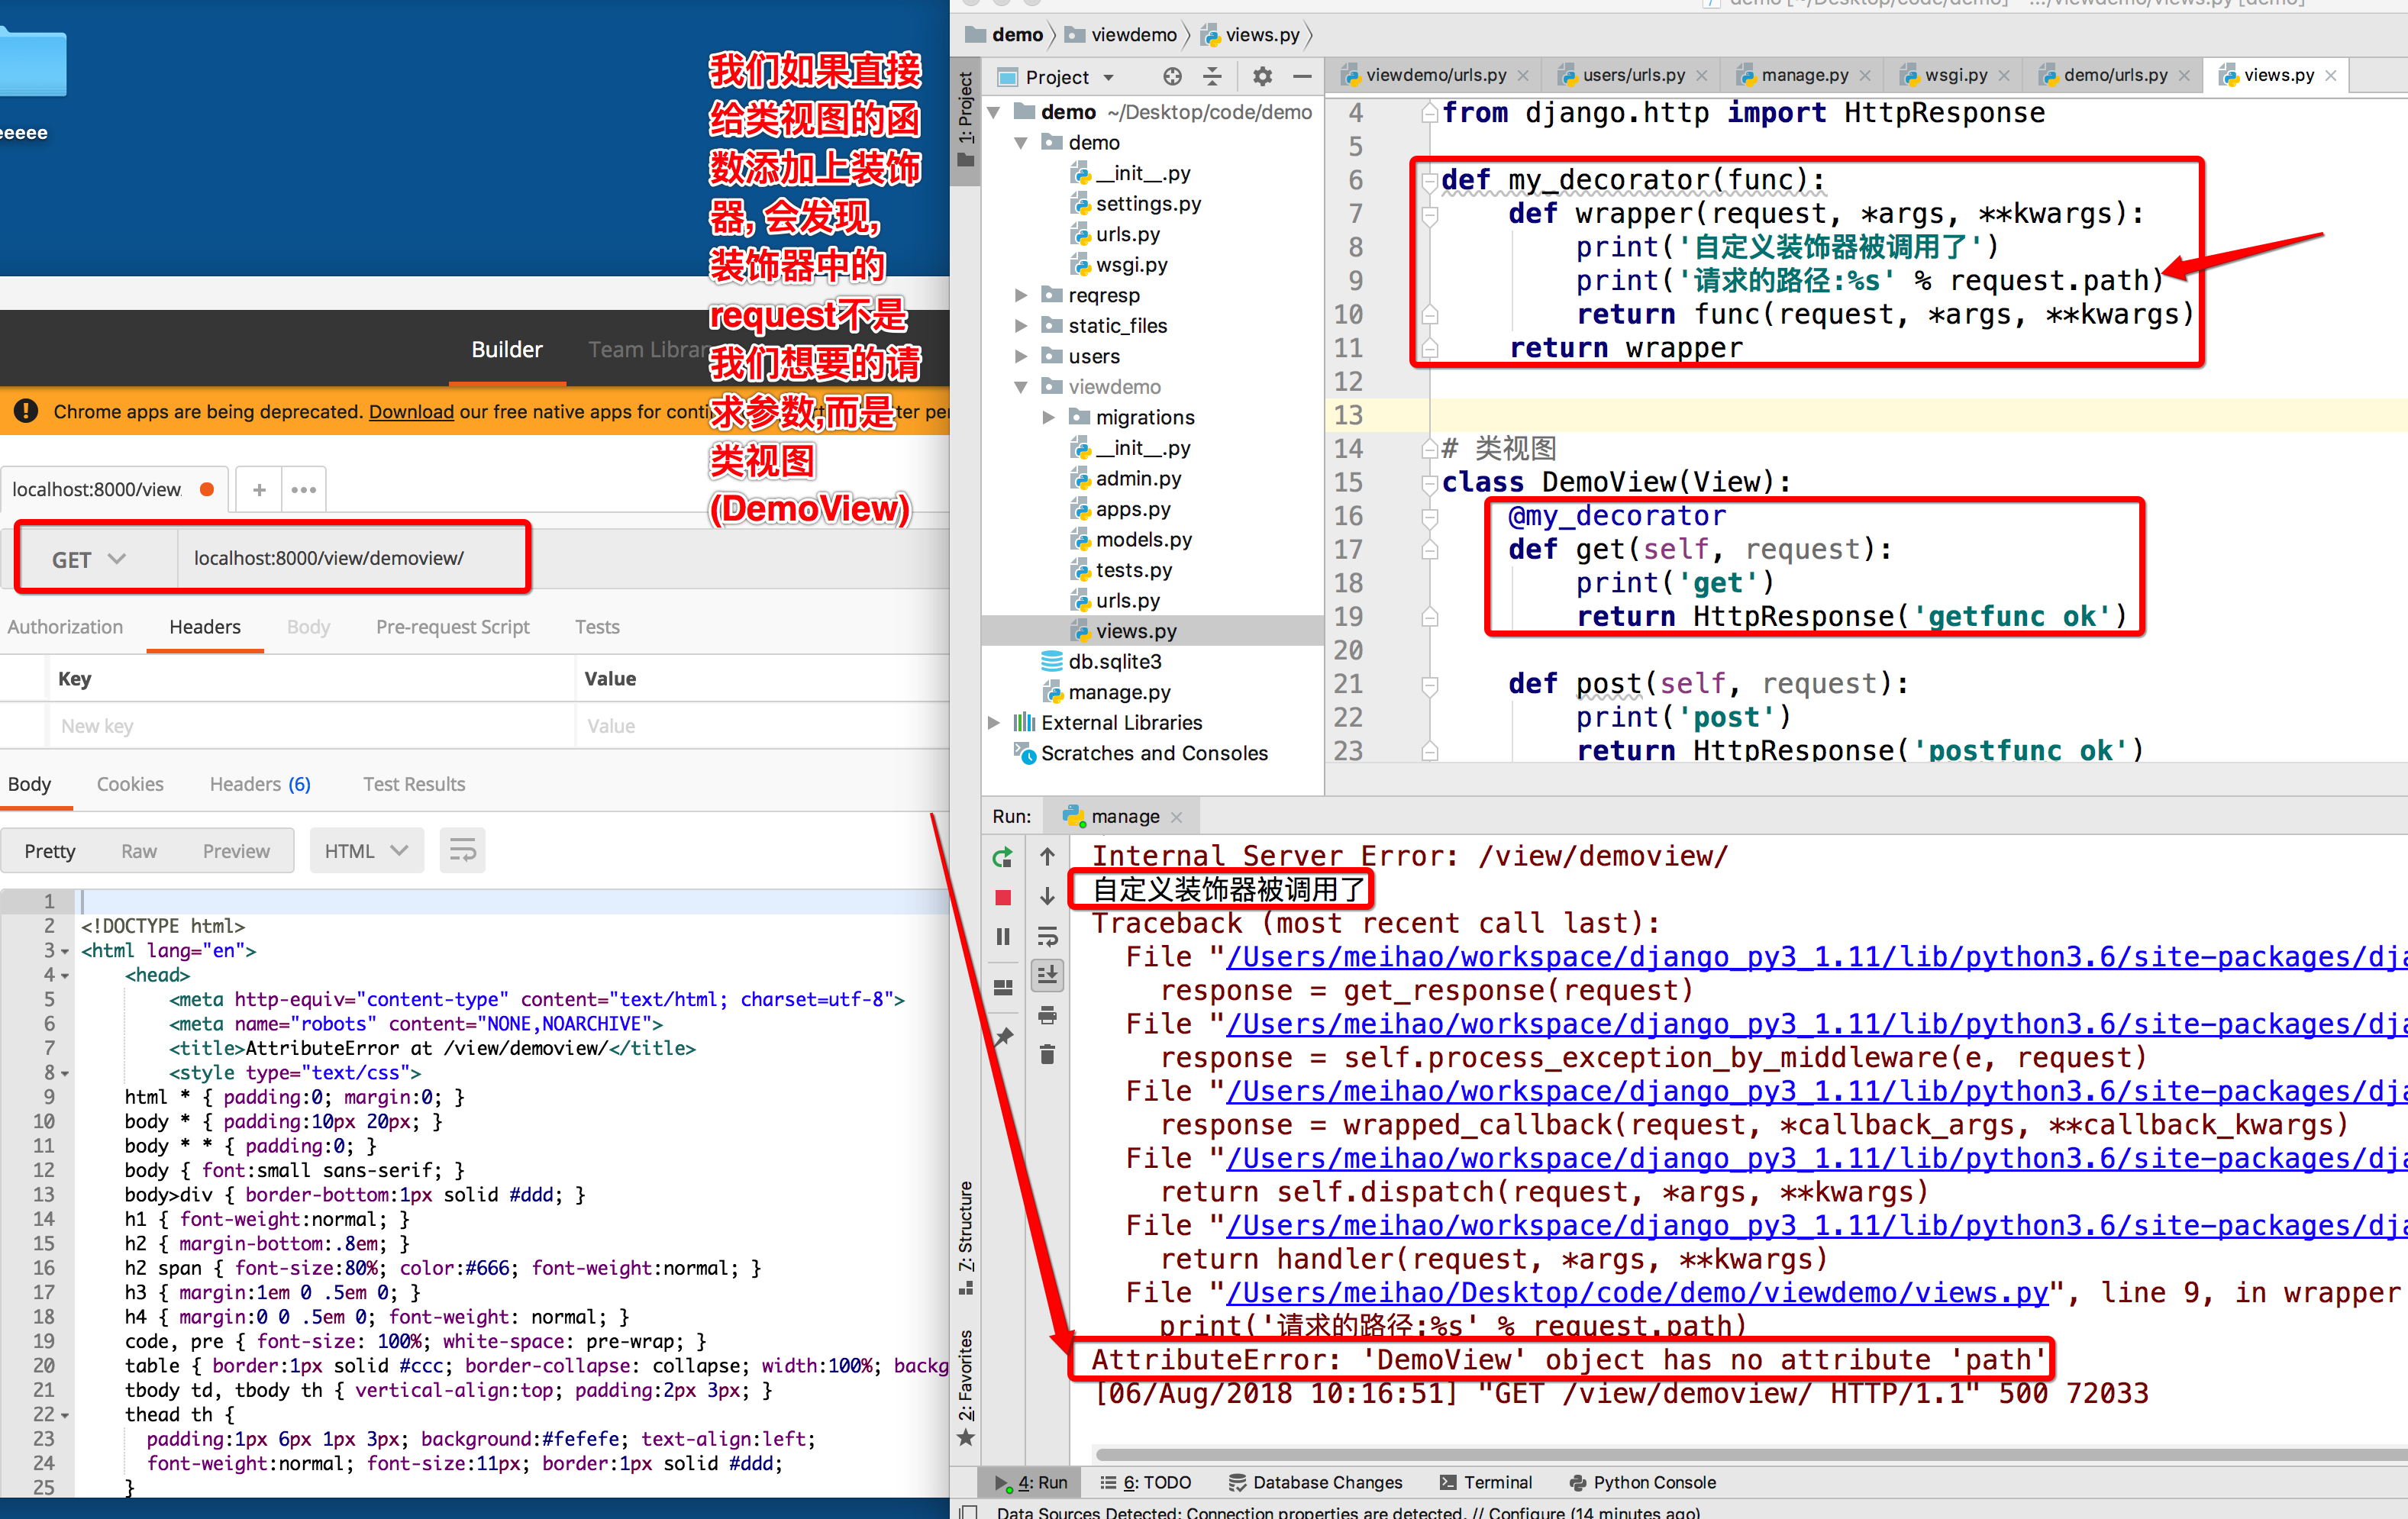 eeeee
我们如果直接
给类视图的函
数添加上装饰
器, 会发现,
装饰器中的
request不是
我们想要的请
求参数,而是
类视图
(DemoView)
Builder
Team Librar
Chrome apps are being deprecated. Download our free native apps for conti
localhost:8000/view
+
GET
localhost:8000/view/demoview/
Authorization Headers Body Pre-request Script Tests
Key Value
New key Value
Body Cookies Headers (6) Test Results
Pretty Raw Preview HTML
1
2 <!DOCTYPE html>
3 <html lang="en">
4 <head>
5 <meta http-equiv="content-type" content="text/html; charset=utf-8">
6 <meta name="robots" content="NONE,NOARCHIVE">
7 <title>AttributeError at /view/demoview/</title>
8 <style type="text/css">
9 html * { padding:0; margin:0; }
10 body * { padding:10px 20px; }
11 body * * { padding:0; }
12 body { font:small sans-serif; }
13 body>div { border-bottom:1px solid #ddd; }
14 h1 { font-weight:normal; }
15 h2 { margin-bottom:.8em; }
16 h2 span { font-size:80%; color:#666; font-weight:normal; }
17 h3 { margin:1em 0 .5em 0; }
18 h4 { margin:0 0 .5em 0; font-weight: normal; }
19 code, pre { font-size: 100%; white-space: pre-wrap; }
20 table { border:1px solid #ccc; border-collapse: collapse; width:100%; backg
21 tbody td, tbody th { vertical-align:top; padding:2px 3px; }
22 thead th {
23 padding:1px 6px 1px 3px; background:#fefefe; text-align:left;
24 font-weight:normal; font-size:11px; border:1px solid #ddd;
25 }
demo [~/Desktop/code/demo] - .../viewdemo/views.py [demo]
demo viewdemo views.py
1: Project
Project
viewdemo/urls.py users/urls.py manage.py wsgi.py demo/urls.py views.py
demo ~/Desktop/code/demo
demo
__init__.py
settings.py
urls.py
wsgi.py
reqresp
static_files
users
viewdemo
migrations
__init__.py
admin.py
apps.py
models.py
tests.py
urls.py
views.py
db.sqlite3
manage.py
External Libraries
Scratches and Consoles
4 from django.http import HttpResponse
5
6 def my_decorator(func):
7 def wrapper(request, *args, **kwargs):
8 print('自定义装饰器被调用了')
9 print('请求的路径:%s' % request.path)
10 return func(request, *args, **kwargs)
11 return wrapper
12
13
14 # 类视图
15 class DemoView(View):
16 @my_decorator
17 def get(self, request):
18 print('get')
19 return HttpResponse('getfunc ok')
20
21 def post(self, request):
22 print('post')
23 return HttpResponse('postfunc ok')
Run: manage
Internal Server Error: /view/demoview/
自定义装饰器被调用了
Traceback (most recent call last):
File "/Users/meihao/workspace/django_py3_1.11/lib/python3.6/site-packages/dja
response = get_response(request)
File "/Users/meihao/workspace/django_py3_1.11/lib/python3.6/site-packages/dja
response = self.process_exception_by_middleware(e, request)
File "/Users/meihao/workspace/django_py3_1.11/lib/python3.6/site-packages/dja
response = wrapped_callback(request, *callback_args, **callback_kwargs)
File "/Users/meihao/workspace/django_py3_1.11/lib/python3.6/site-packages/dja
return self.dispatch(request, *args, **kwargs)
File "/Users/meihao/workspace/django_py3_1.11/lib/python3.6/site-packages/dja
return handler(request, *args, **kwargs)
File "/Users/meihao/Desktop/code/demo/viewdemo/views.py", line 9, in wrapper
print('请求的路径:%s' % request.path)
AttributeError: 'DemoView' object has no attribute 'path'
[06/Aug/2018 10:16:51] "GET /view/demoview/ HTTP/1.1" 500 72033
7: Structure
2: Favorites
4: Run 6: TODO Database Changes Terminal Python Console
Data Sources Detected: Connection properties are detected. // Configure (14 minutes ago)